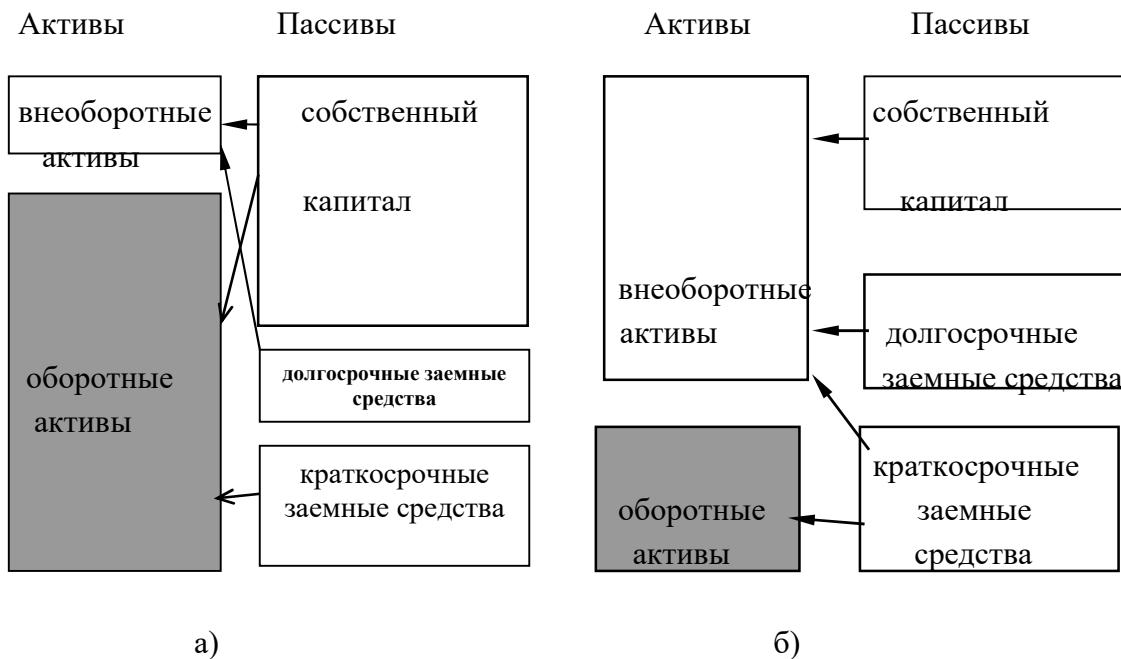 Активы Пассивы
внеоборотные
активы
собственный
капитал
оборотные
активы
долгосрочные заемные
средства
краткосрочные
заемные средства
а)
Активы Пассивы
внеоборотные
активы
собственный
капитал
долгосрочные
заемные средства
оборотные
активы
краткосрочные
заемные
средства
б)